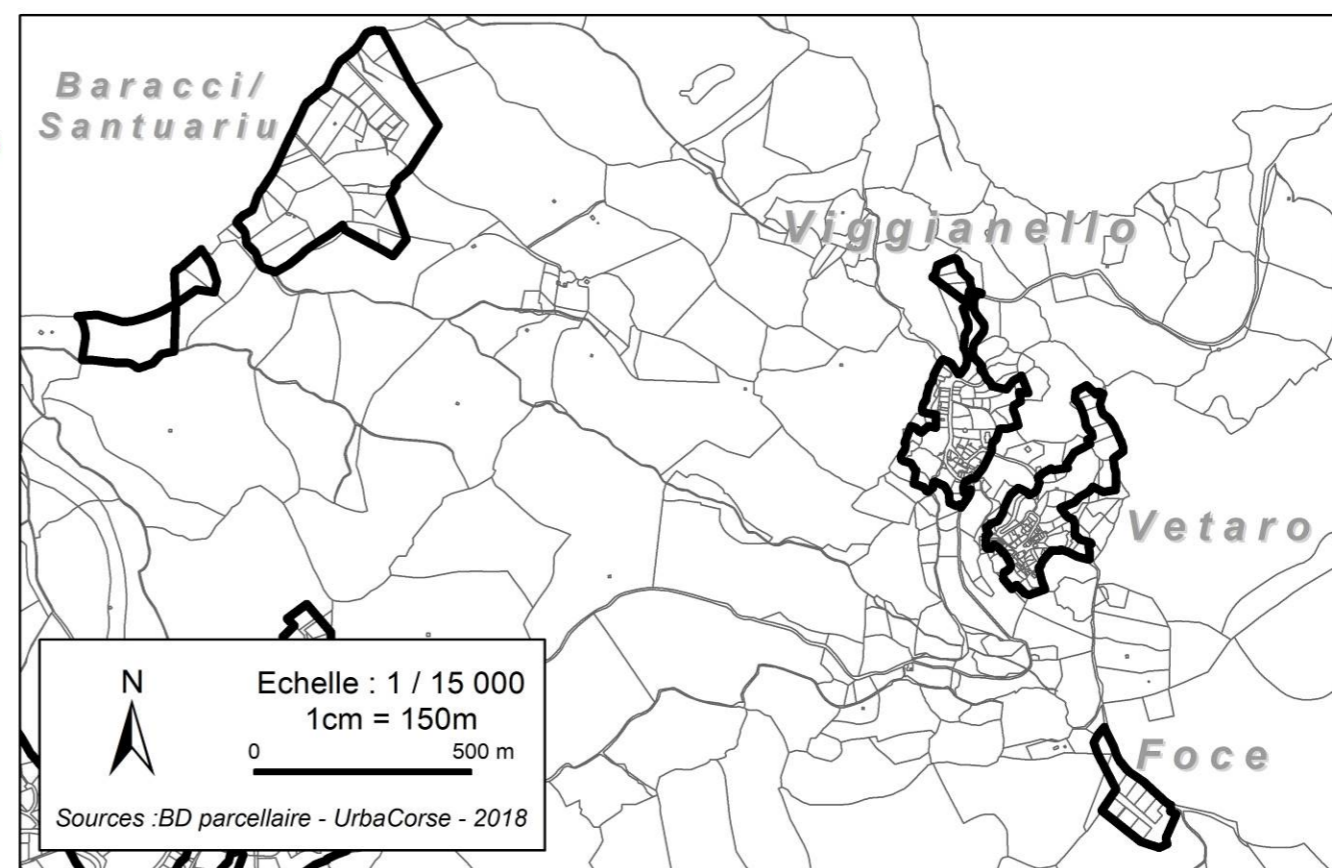 Baracci/
Santuariu
Viggianello
Vetaro
Foce
N
Echelle : 1 / 15 000
1cm = 150m
0 500 m
Sources :BD parcellaire - UrbaCorse - 2018